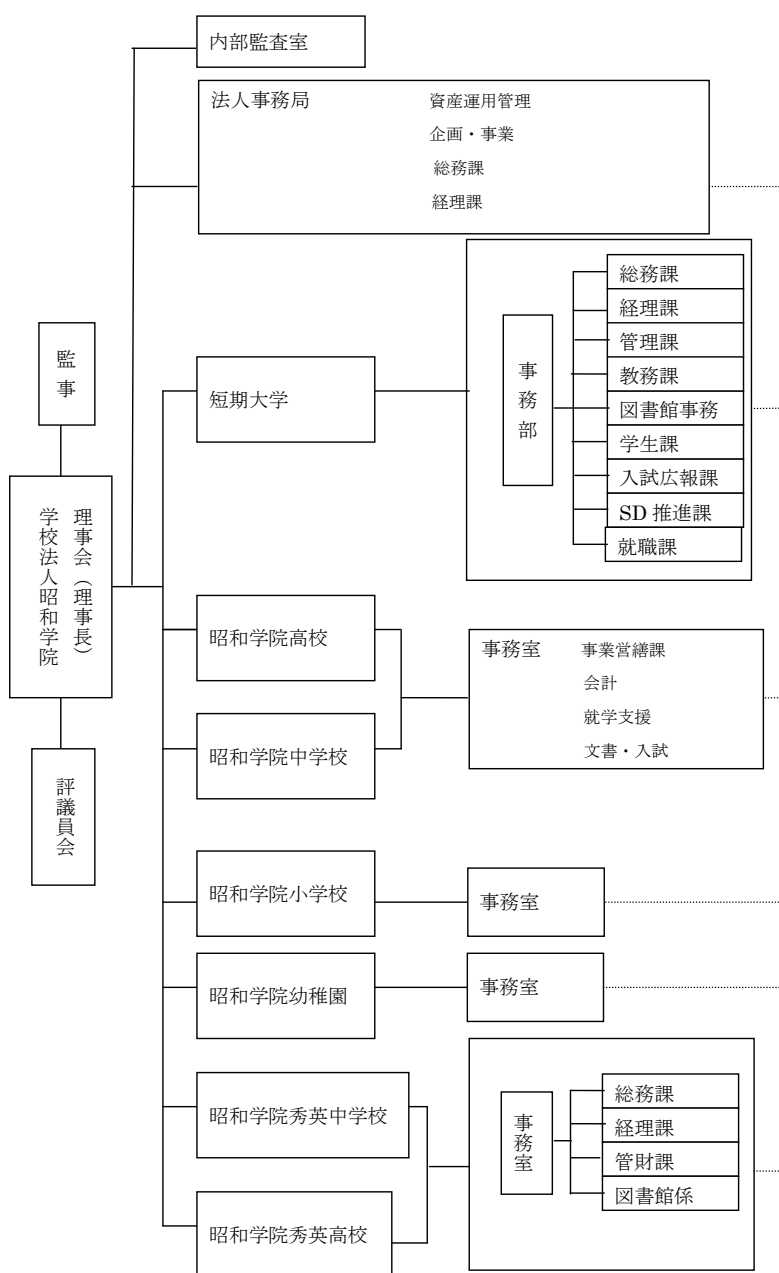 内部監査室
法人事務局
資産運用管理
企画・事業
総務課
経理課
監事
理事会（理事長）
学校法人昭和学院
評議員会
短期大学
事務部
総務課
経理課
管理課
教務課
図書館事務
学生課
入試広報課
SD 推進課
就職課
昭和学院高校
昭和学院中学校
事務室
事業営繕課
会計
就学支援
文書・入試
昭和学院小学校
事務室
昭和学院幼稚園
事務室
昭和学院秀英中学校
昭和学院秀英高校
事務室
総務課
経理課
管財課
図書館係